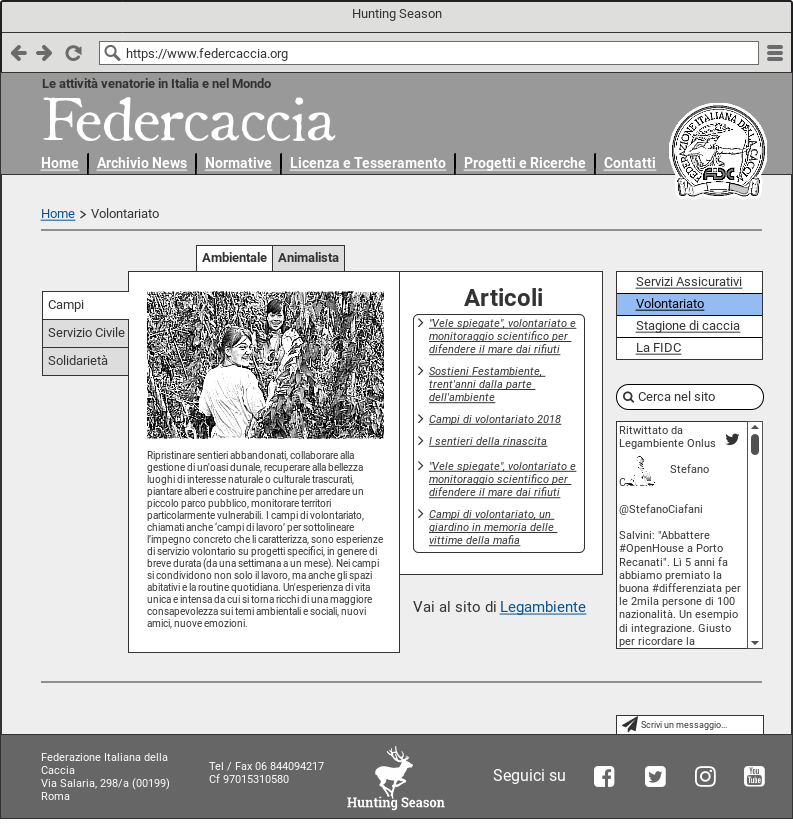 Hunting Season
https://www.federcaccia.org
Le attività venatorie in Italia e nel Mondo
Federcaccia
FEDERAZIONE ITALIANA DELLA CACCIA
FIDC
Home Archivio News Normative Licenza e Tesseramento Progetti e Ricerche Contatti
Home > Volontariato
Ambientale Animalista
Campi
Servizio Civile
Solidarietà
Ripristinare sentieri abbandonati, collaborare alla
gestione di un'oasi dunale, recuperare alla bellezza
luoghi di interesse naturale o culturale trascurati,
piantare alberi e costruire panchine per arredare un
piccolo parco pubblico, monitorare territori
particolarmente vulnerabili. I campi di volontariato,
chiamati anche ‘campi di lavoro’ per sottolineare
l’impegno concreto che li caratterizza, sono esperienze
di servizio volontario su progetti specifici, in genere di
breve durata (da una settimana a un mese). Nei campi
si condividono non solo il lavoro, ma anche gli spazi
abitativi e la routine quotidiana. Un'esperienza di vita
unica e intensa da cui si torna ricchi di una maggiore
consapevolezza sui temi ambientali e sociali, nuovi
amici, nuove emozioni.
Articoli
"Vele spiegate", volontariato e
monitoraggio scientifico per
difendere il mare dai rifiuti
Sostieni Festambiente,
trent'anni dalla parte
dell'ambiente
Campi di volontariato 2018
I sentieri della rinascita
"Vele spiegate", volontariato e
monitoraggio scientifico per
difendere il mare dai rifiuti
Campi di volontariato, un
giardino in memoria delle
vittime della mafia
Vai al sito di Legambiente
Servizi Assicurativi
Volontariato
Stagione di caccia
La FIDC
Cerca nel sito
Ritwittato da
Legambiente Onlus
Stefano
C
@StefanoCiafani
Salvini: "Abbattere
#OpenHouse a Porto
Recanati". Lì 5 anni fa
abbiamo premiato la
buona #differenziata per
le 2mila persone di 100
nazionalità. Un esempio
di integrazione. Giusto
per ricordare la
Scrivi un messaggio...
Federazione Italiana della
Caccia
Via Salaria, 298/a (00199)
Roma
Tel / Fax 06 844094217
Cf 97015310580
Hunting Season
Seguici su
You
Tube